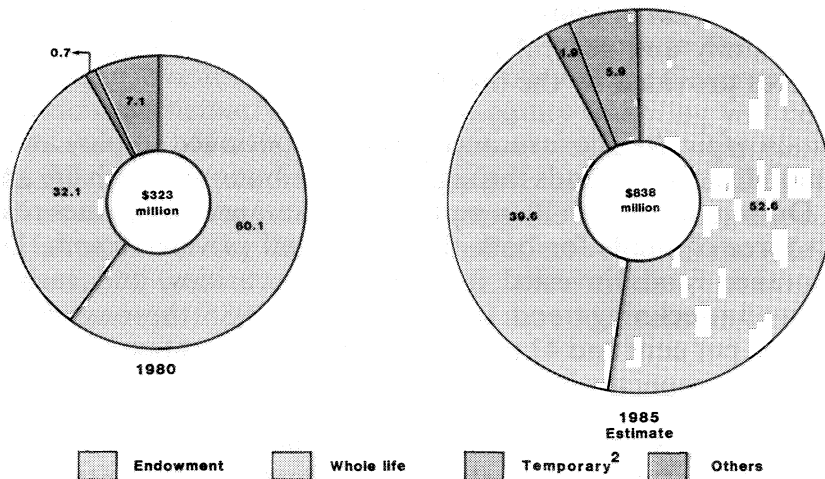 0.7
7.1
32.1
$323
million
60.1
1980
1.9
5.9
39.6
$838
million
52.6
1985
Estimate
Endowment
Whole life
Temporary2
Others